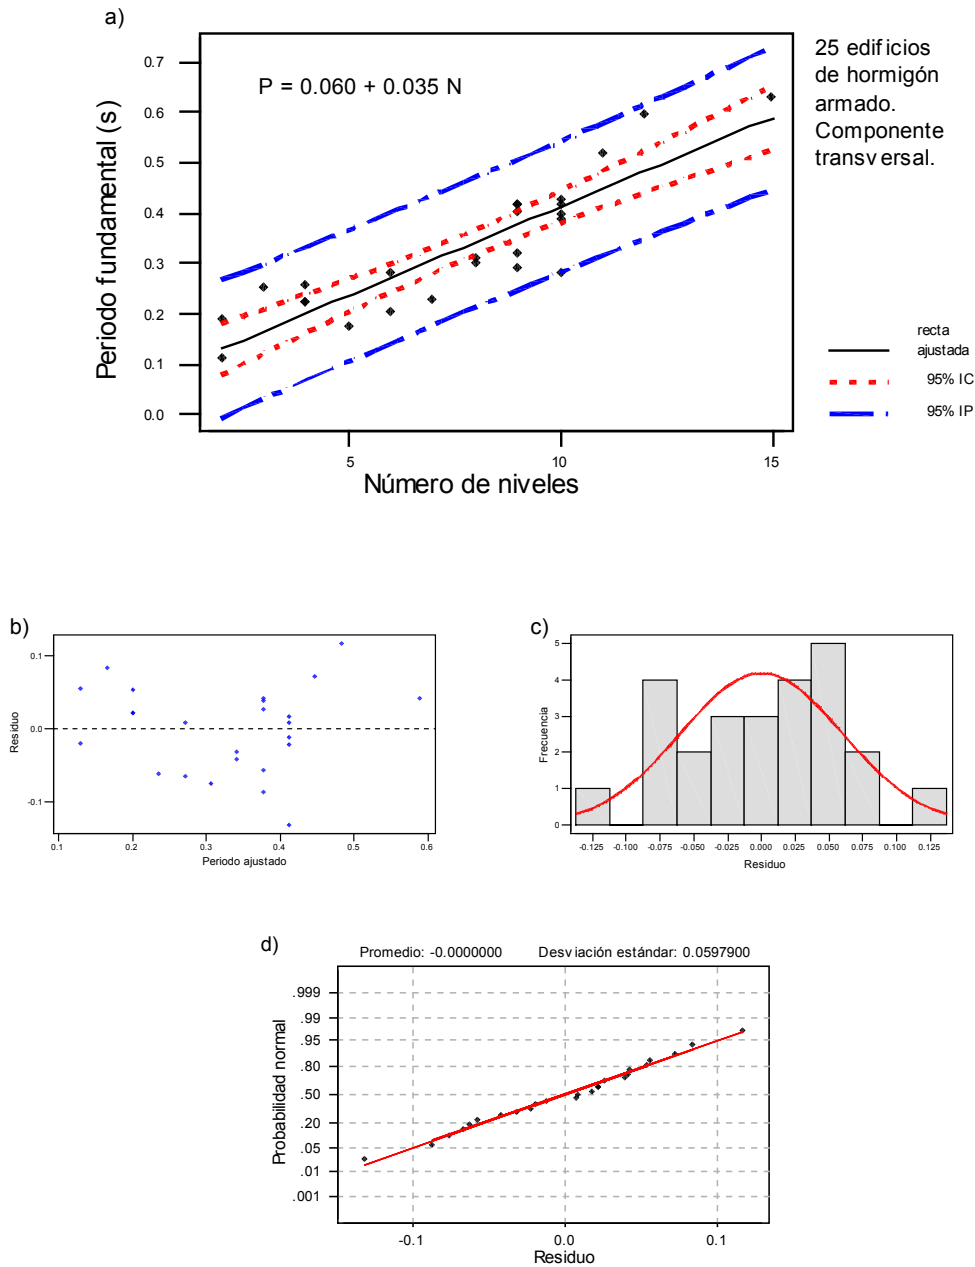 a)
P = 0.060 + 0.035 N
25 edificios
de hormigón
armado.
Componente
transversal.
Periodo fundamental (s)
0.7
0.6
0.5
0.4
0.3
0.2
0.1
0.0
5
10
15
Número de niveles
recta
ajustada
95% IC
95% IP
b)
Residuo
0.1
0.0
-0.1
0.1
0.2
0.3
0.4
0.5
0.6
Periodo ajustado
c)
Frecuencia
5
4
3
2
1
0
-0.125
-0.100
-0.075
-0.050
-0.025
0.000
0.025
0.050
0.075
0.100
0.125
Residuo
d)
Promedio: -0.0000000
Desviación estándar: 0.0597900
Probabilidad normal
.999
.99
.95
.80
.50
.20
.05
.01
.001
-0.1
0.0
0.1
Residuo